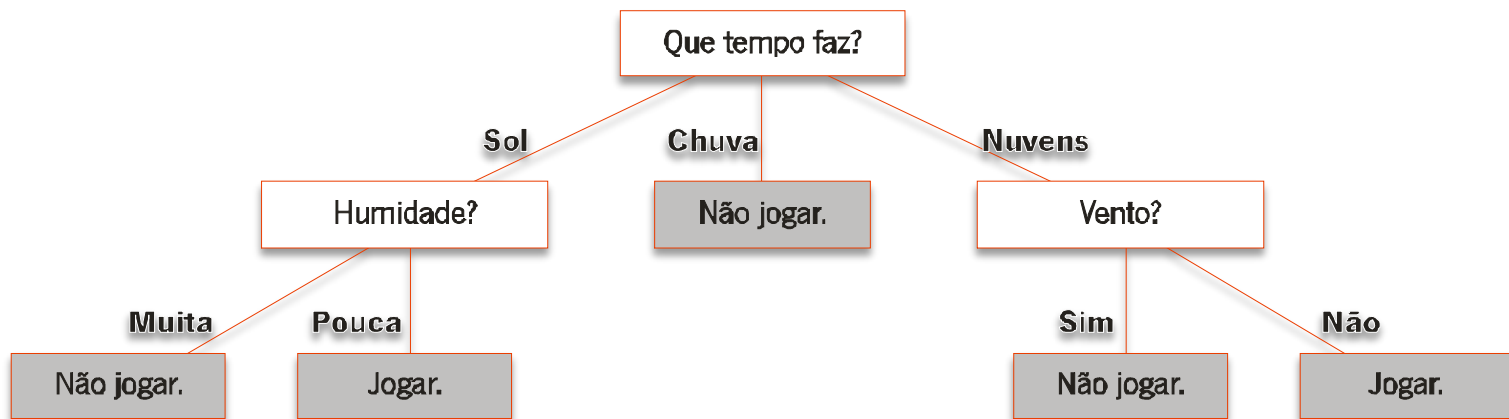 Que tempo faz?
Sol
Chuva
Nuvens
Humidade?
Não jogar.
Vento?
Muita
Pouca
Sim
Não
Não jogar.
Jogar.
Não jogar.
Jogar.